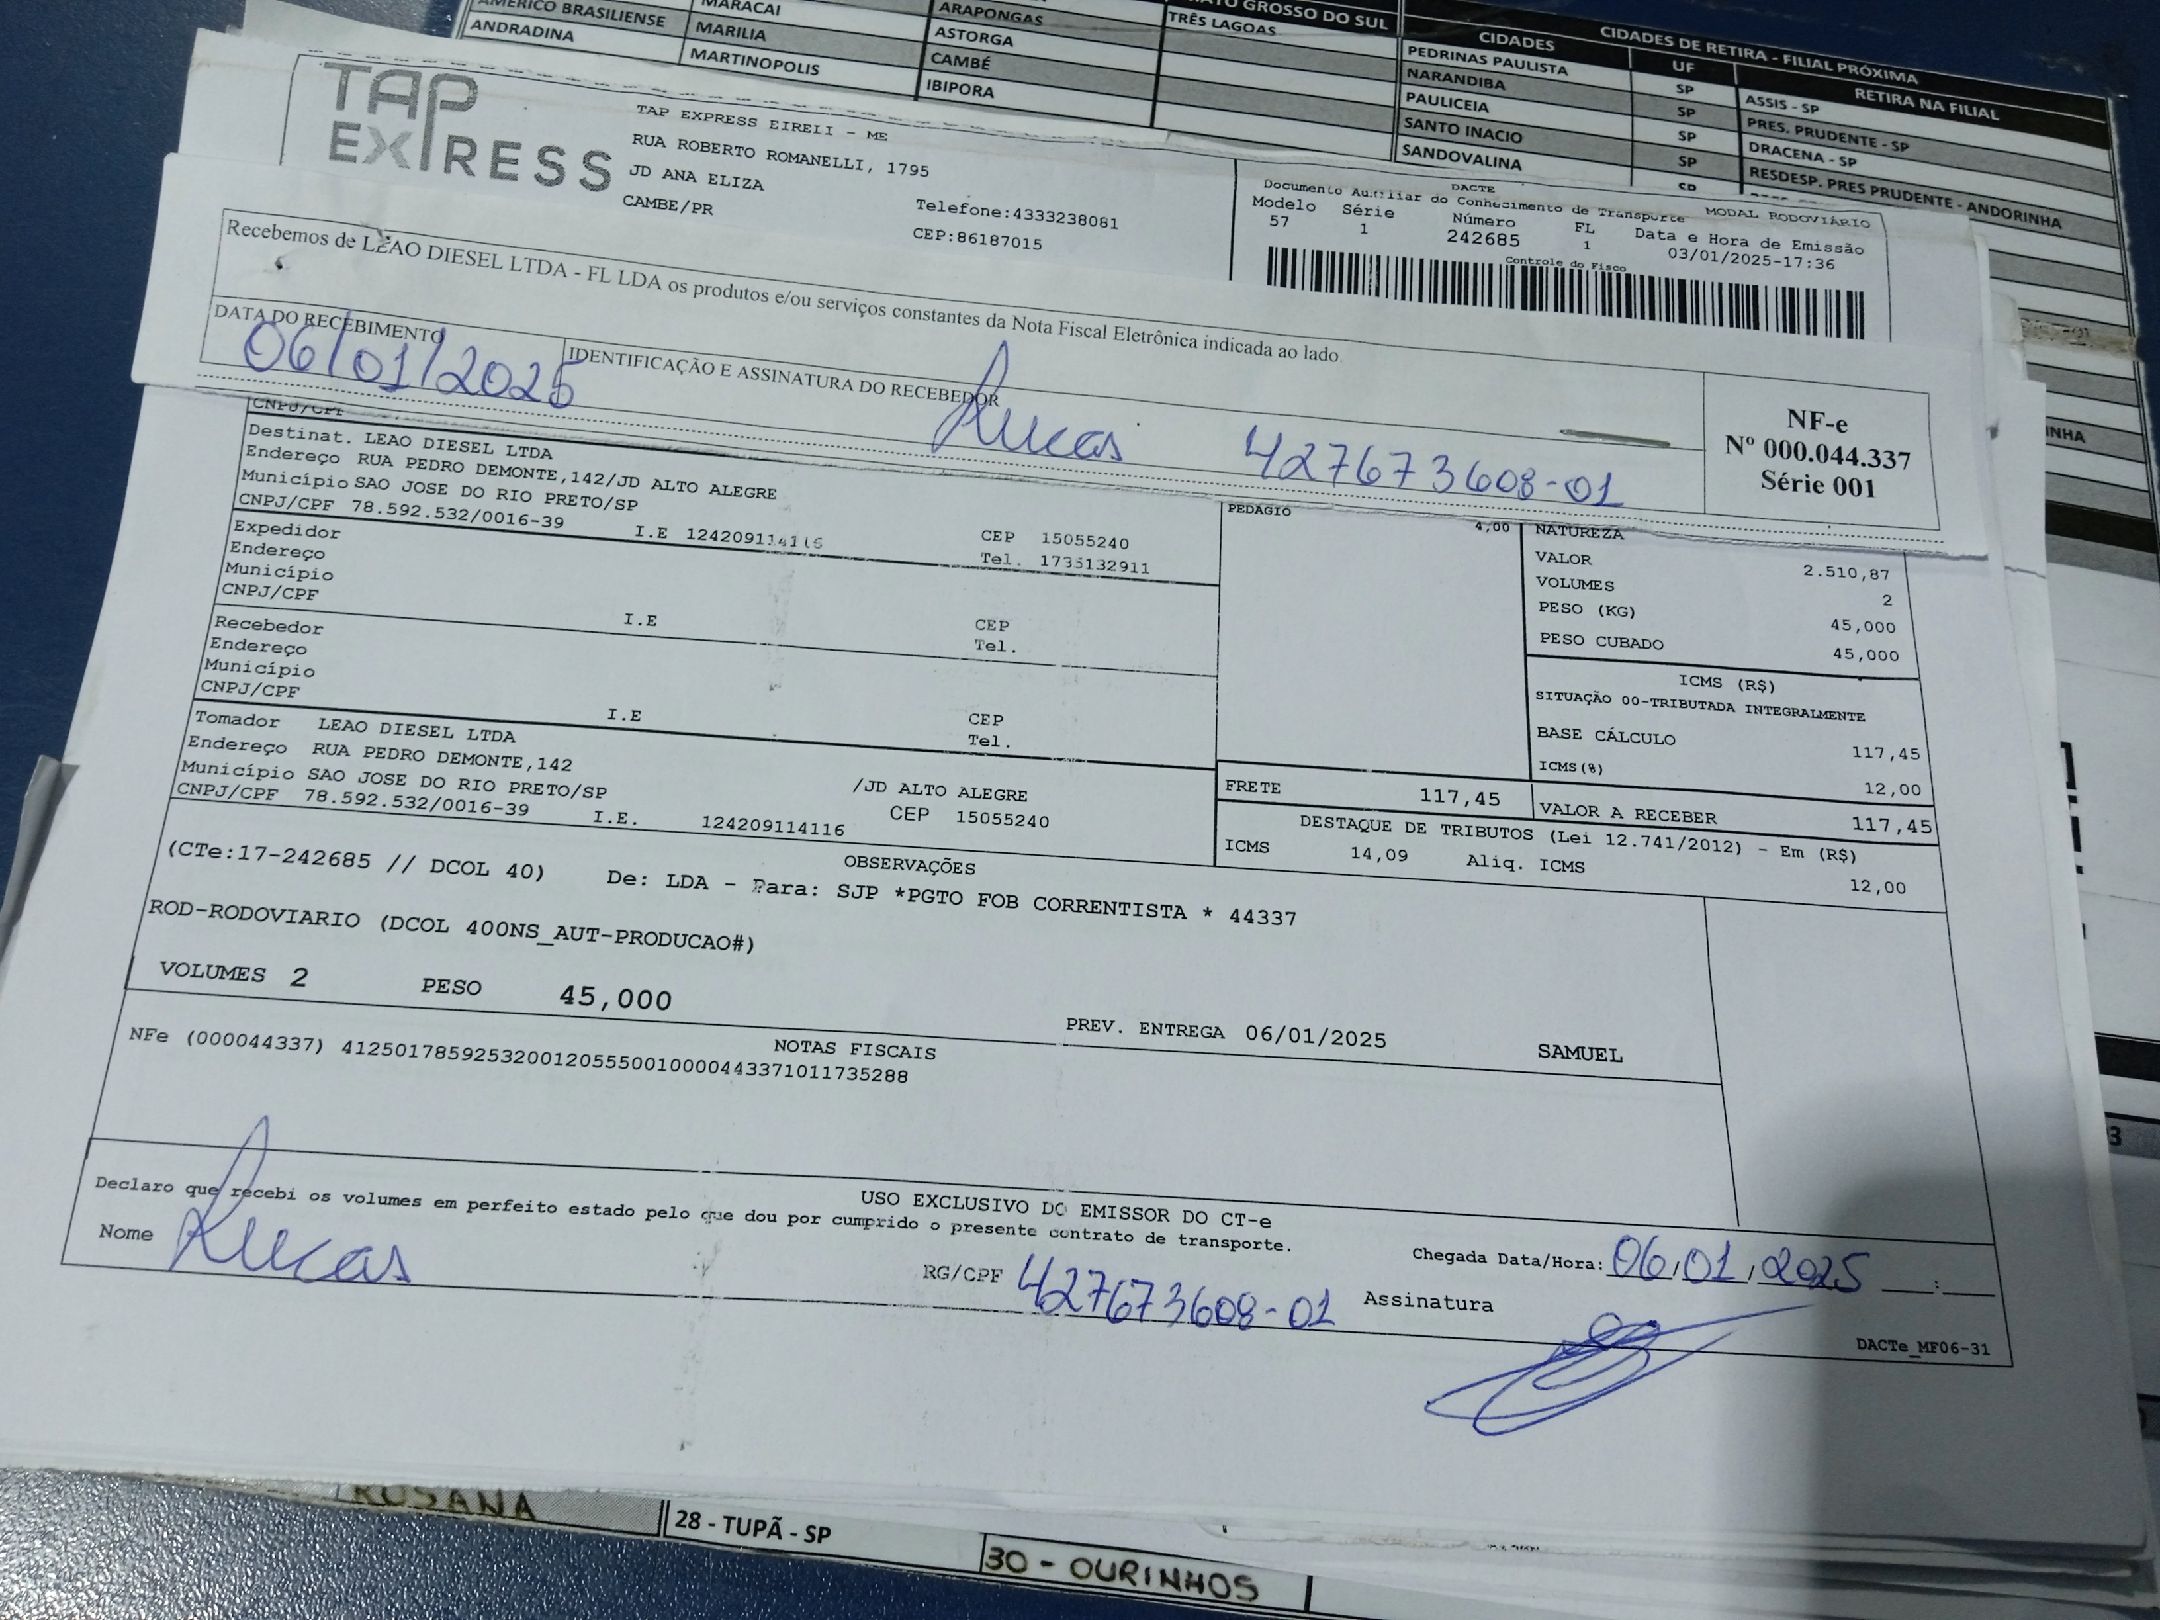 AMÉRICO BRASILIENSE
MARACAI
ARAPONGAS
GROSSO DO SUL
ANDRADINA
MARILIA
ASTORGA
TRÊS LAGOAS
CIDADES
CIDADES DE RETIRA - FILIAL PRÓXIMA
MARTINOPOLIS
CAMBÉ
PEDRINAS PAULISTA
UF
RETIRA NA FILIAL
IBIPORA
NARANDIBA
SP
ASSIS - SP
PAULICEIA
SP
PRES. PRUDENTE - SP
SANTO INACIO
SP
DRACENA - SP
SANDOVALINA
SP
RESDESP. PRES PRUDENTE - ANDORINHA
SP
TAP EXPRESS
TAP EXPRESS EIRELI - ME
RUA ROBERTO ROMANELLI, 1795
JD ANA ELIZA
CAMBE/PR
Telefone:4333238081
CEP:86187015
DACTE
MODAL RODOVIÁRIO
Documento Auxiliar do Conhecimento de Transporte
Modelo Série Número FL Data e Hora de Emissão
57 1 242685 1 03/01/2025-17:36
Controle do Fisco
Recebemos de LEAO DIESEL LTDA - FL LDA os produtos e/ou serviços constantes da Nota Fiscal Eletrônica indicada ao lado.
DATA DO RECEBIMENTO
06/01/2025
IDENTIFICAÇÃO E ASSINATURA DO RECEBEDOR
Lucas 427673608-01
NF-e
Nº 000.044.337
Série 001
CNPJ/CPF
Destinat. LEAO DIESEL LTDA
Endereço RUA PEDRO DEMONTE,142/JD ALTO ALEGRE
Município SAO JOSE DO RIO PRETO/SP
CEP 15055240
CNPJ/CPF 78.592.532/0016-39 I.E 124209114116 Tel. 1735132911
Expedidor
Endereço
Município
CEP
CNPJ/CPF I.E Tel.
Recebedor
Endereço
Município
CEP
CNPJ/CPF I.E Tel.
Tomador LEAO DIESEL LTDA
Endereço RUA PEDRO DEMONTE,142 /JD ALTO ALEGRE
Município SAO JOSE DO RIO PRETO/SP CEP 15055240
CNPJ/CPF 78.592.532/0016-39 I.E. 124209114116
PEDAGIO 4,00
NATUREZA
VALOR 2.510,87
VOLUMES 2
PESO (KG) 45,000
PESO CUBADO 45,000
ICMS (R$)
SITUAÇÃO 00-TRIBUTADA INTEGRALMENTE
BASE CÁLCULO 117,45
ICMS(%) 12,00
FRETE 117,45 VALOR A RECEBER 117,45
DESTAQUE DE TRIBUTOS (Lei 12.741/2012) - Em (R$)
ICMS 14,09 Aliq. ICMS 12,00
OBSERVAÇÕES
(CTe:17-242685 // DCOL 40) De: LDA - Para: SJP *PGTO FOB CORRENTISTA * 44337
ROD-RODOVIARIO (DCOL 400NS_AUT-PRODUCAO#)
VOLUMES 2 PESO 45,000 PREV. ENTREGA 06/01/2025 SAMUEL
NOTAS FISCAIS
NFe (000044337) 41250178592532001205550010000443371011735288
USO EXCLUSIVO DO EMISSOR DO CT-e
Declaro que recebi os volumes em perfeito estado pelo que dou por cumprido o presente contrato de transporte.
Chegada Data/Hora: 06/01/2025 __:__
Nome Lucas RG/CPF 427673608-01 Assinatura
DACTe_MF06-31
ROSANA
28 - TUPÃ - SP
30 - OURINHOS